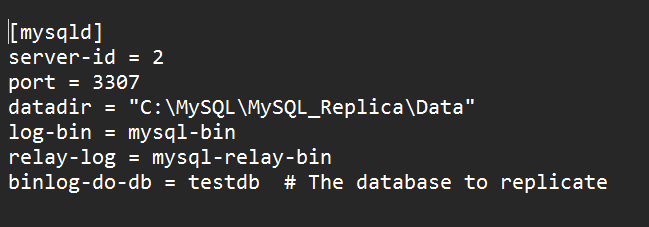 [mysqld]
server-id = 2
port = 3307
datadir = "C:\MySQL\MySQL_Replica\Data"
log-bin = mysql-bin
relay-log = mysql-relay-bin
binlog-do-db = testdb  # The database to replicate